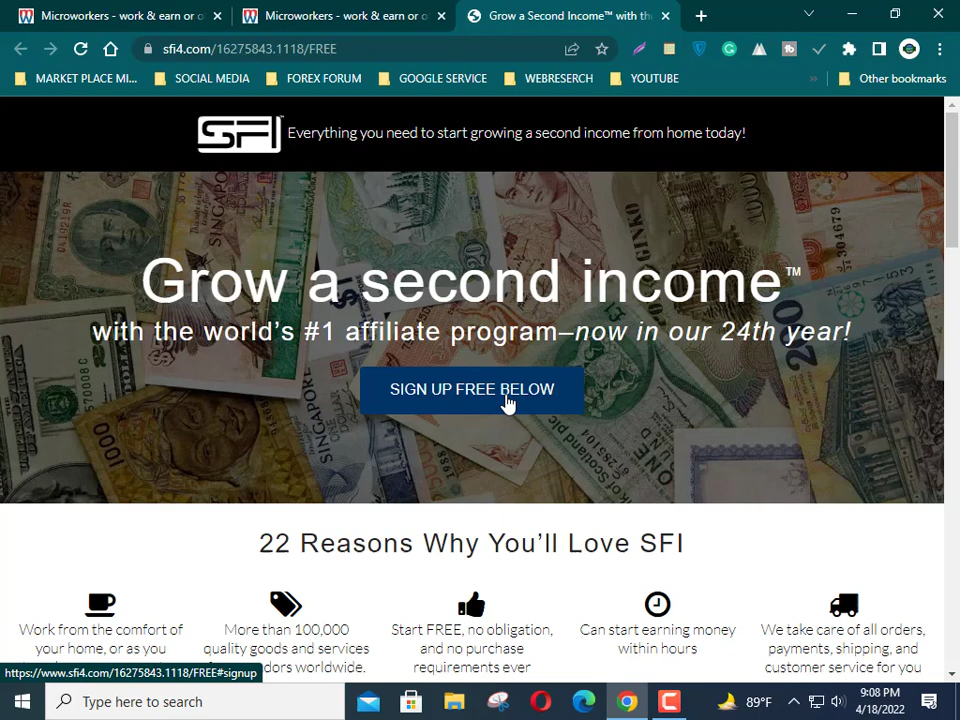 Microworkers - work & earn or o
Microworkers - work & earn or o
Grow a Second Income™ with the
sfi4.com/16275843.1118/FREE
MARKET PLACE MI...
SOCIAL MEDIA
FOREX FORUM
GOOGLE SERVICE
WEBRESERCH
YOUTUBE
»
Other bookmarks
SFI
Everything you need to start growing a second income from home today!
Grow a second income™
with the world's #1 affiliate program–now in our 24th year!
SIGN UP FREE BELOW
22 Reasons Why You'll Love SFI
Work from the comfort of
your home, or as you
More than 100,000
quality goods and services
dors worldwide.
Start FREE, no obligation,
and no purchase
requirements ever
Can start earning money
within hours
We take care of all orders,
payments, shipping, and
customer service for you
https://www.sfi4.com/16275843.1118/FREE#signup
Type here to search
89°F
9:08 PM
4/18/2022